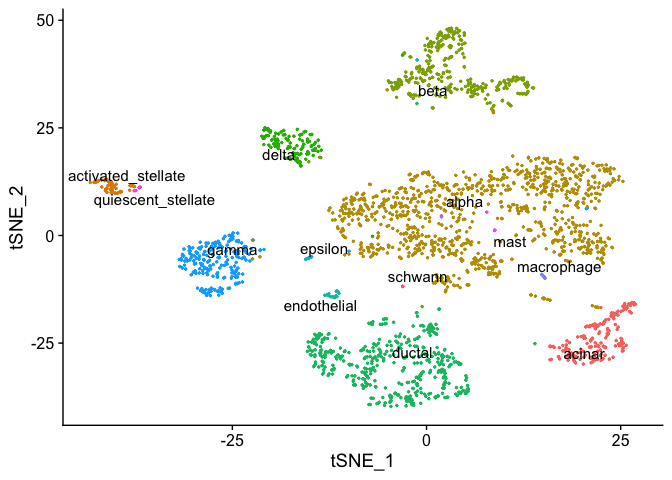 50
25
0
-25
tSNE_2
beta
delta
activated_stellate
quiescent_stellate
alpha
gamma
epsilon
mast
macrophage
schwann
endothelial
ductal
acinar
-25
0
25
tSNE_1